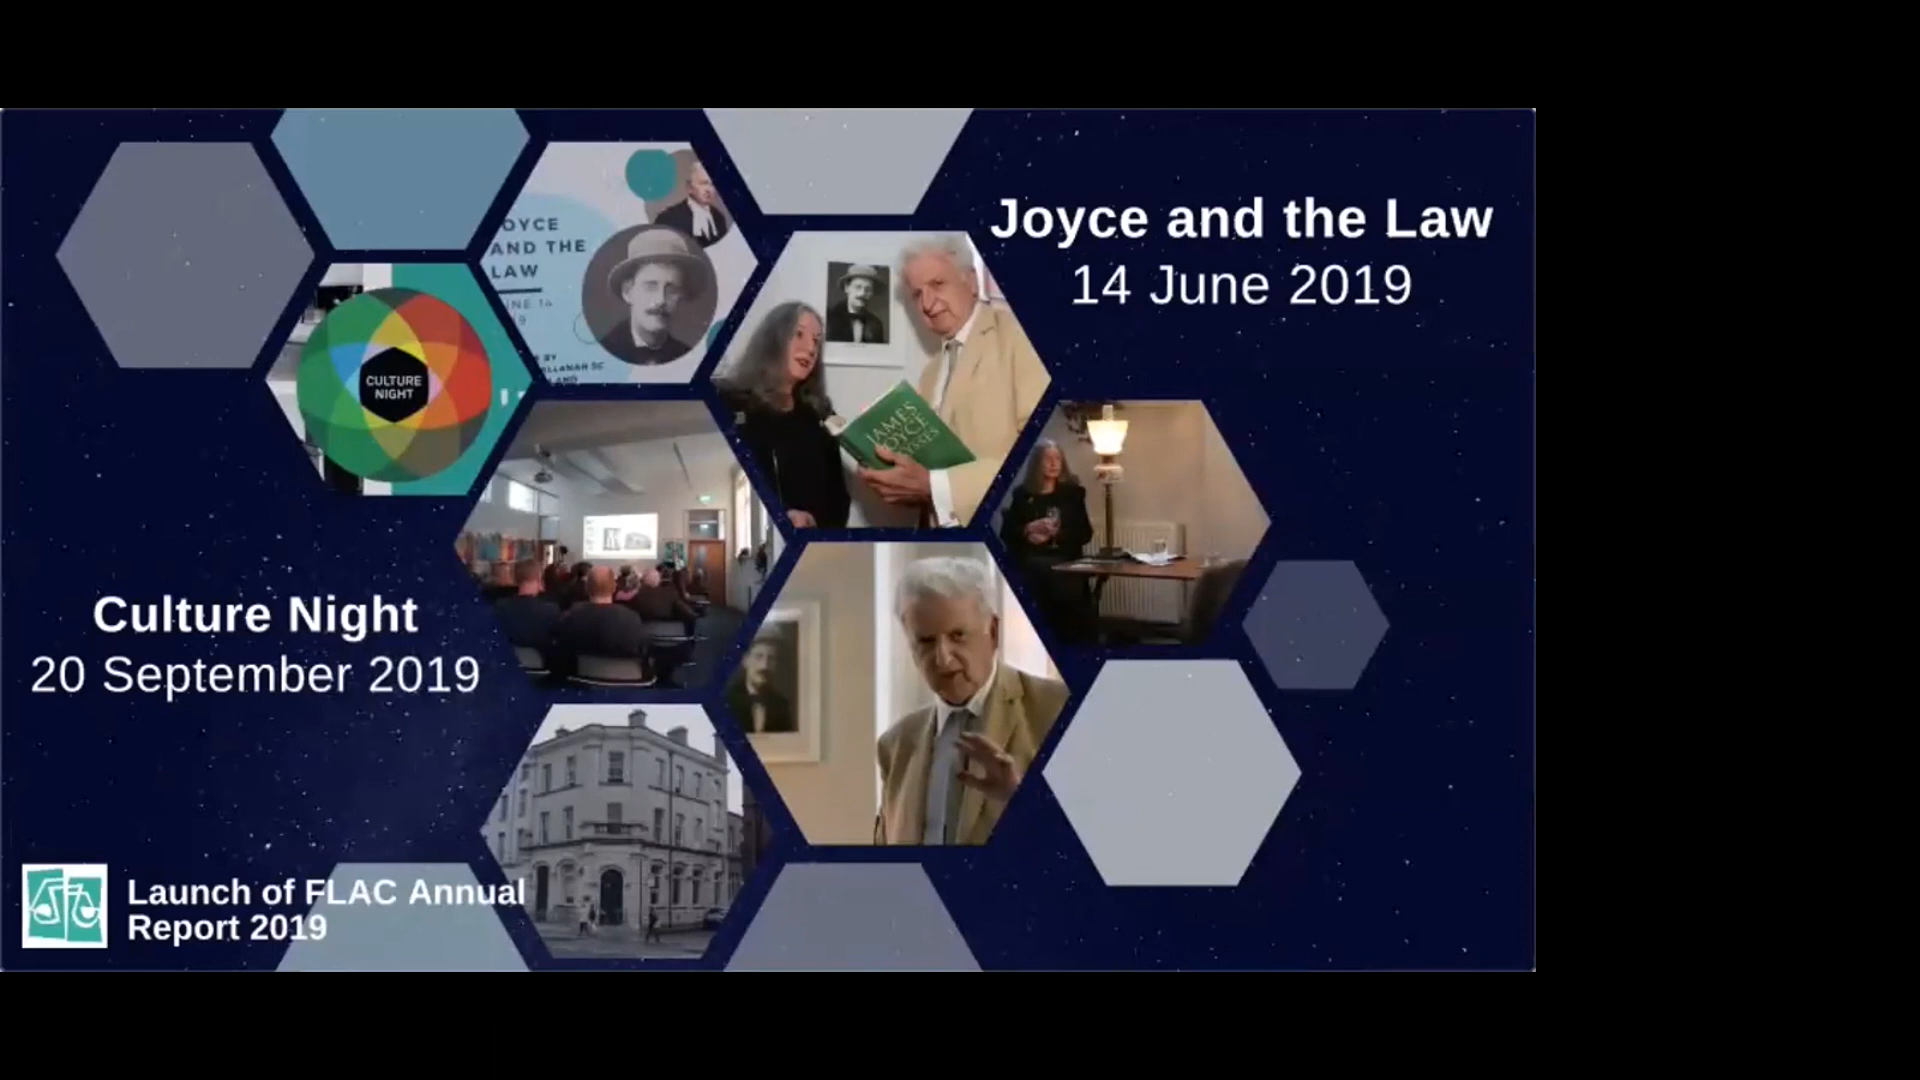 Joyce and the Law
14 June 2019
OYCE
AND THE
LAW
CULTURE
NIGHT
JAMES
JOYCE
Culture Night
20 September 2019
Launch of FLAC Annual
Report 2019